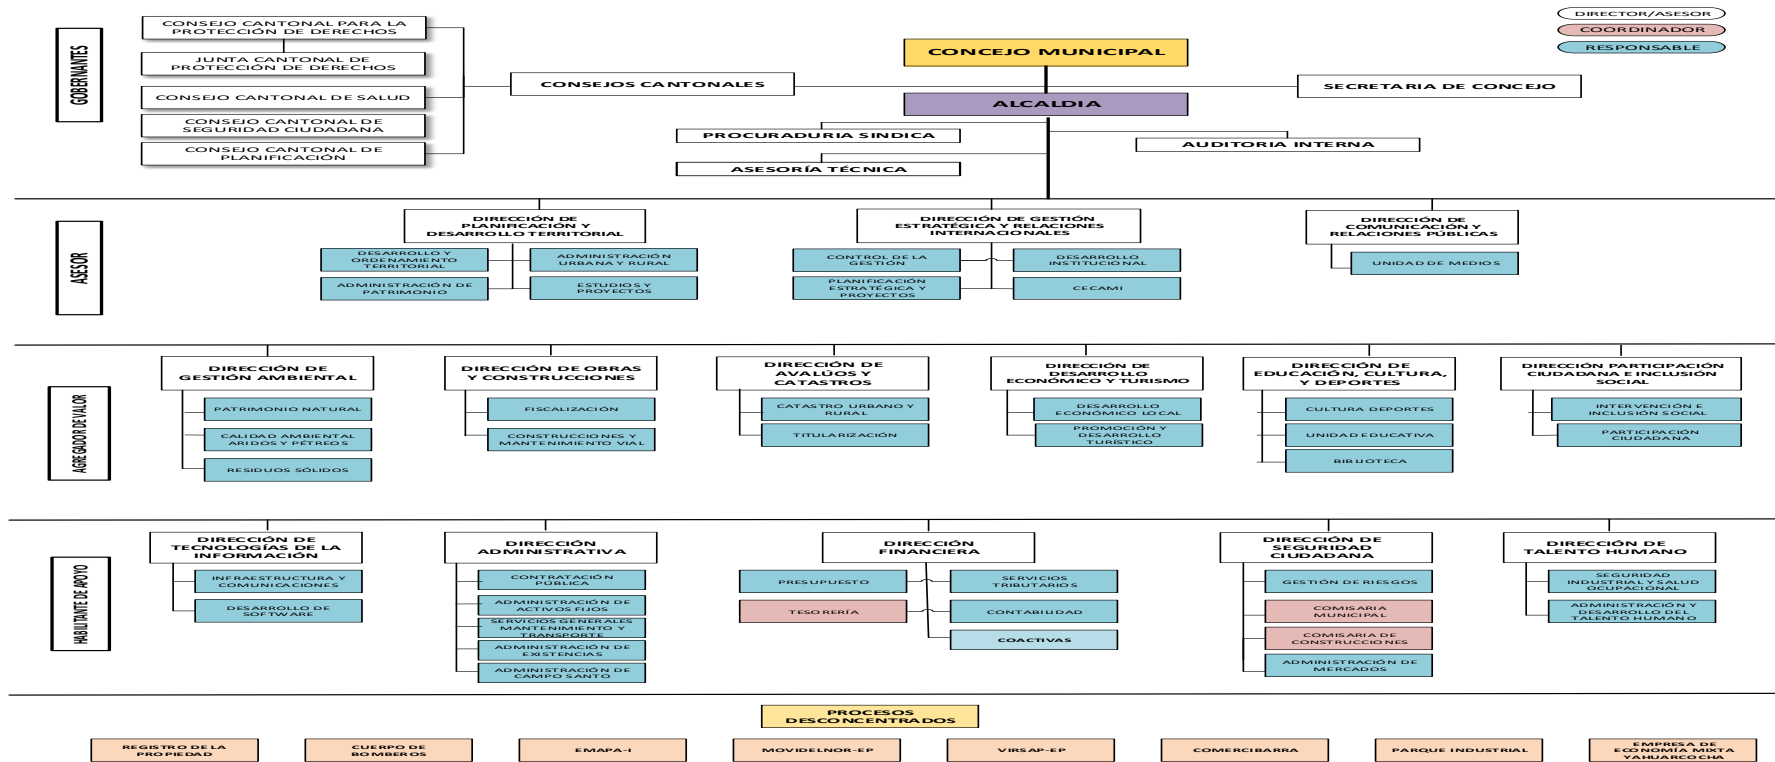 GOBERNANTES
CONSEJO CANTONAL PARA LA
PROTECCIÓN DE DERECHOS
JUNTA CANTONAL DE
PROTECCIÓN DE DERECHOS
CONSEJO CANTONAL DE SALUD
CONSEJO CANTONAL DE
SEGURIDAD CIUDADANA
CONSEJO CANTONAL DE
PLANIFICACIÓN
CONSEJOS CANTONALES
CONCEJO MUNICIPAL
ALCALDIA
SECRETARIA DE CONCEJO
PROCURADURIA SINDICA
AUDITORIA INTERNA
ASESORÍA TÉCNICA
DIRECTOR/ASESOR
COORDINADOR
RESPONSABLE
ASESOR
DIRECCIÓN DE
PLANIFICACIÓN Y
DESARROLLO TERRITORIAL
DESARROLLO Y
ORDENAMIENTO
TERRITORIAL
ADMINISTRACIÓN
URBANA Y RURAL
ADMINISTRACIÓN DE
PATRIMONIO
ESTUDIOS Y
PROYECTOS
DIRECCIÓN DE GESTIÓN
ESTRATÉGICA Y RELACIONES
INTERNACIONALES
CONTROL DE LA
GESTIÓN
DESARROLLO
INSTITUCIONAL
PLANIFICACIÓN
ESTRATÉGICA Y
PROYECTOS
CECAMI
DIRECCIÓN DE
COMUNICACIÓN Y
RELACIONES PÚBLICAS
UNIDAD DE MEDIOS
AGREGADOR DE VALOR
DIRECCIÓN DE
GESTIÓN AMBIENTAL
PATRIMONIO NATURAL
CALIDAD AMBIENTAL
ARIDOS Y PÉTREOS
RESIDUOS SÓLIDOS
DIRECCIÓN DE OBRAS
Y CONSTRUCCIONES
FISCALIZACIÓN
CONSTRUCCIONES Y
MANTENIMIENTO VIAL
DIRECCIÓN DE
AVALÚOS Y
CATASTROS
CATASTRO URBANO Y
RURAL
TITULARIZACIÓN
DIRECCIÓN DE
DESARROLLO
ECONÓMICO Y TURISMO
DESARROLLO
ECONÓMICO LOCAL
PROMOCIÓN Y
DESARROLLO
TURÍSTICO
DIRECCIÓN DE
EDUCACIÓN, CULTURA,
Y DEPORTES
CULTURA DEPORTES
UNIDAD EDUCATIVA
BIBLIOTECA
DIRECCIÓN PARTICIPACIÓN
CIUDADANA E INCLUSIÓN
SOCIAL
INTERVENCIÓN E
INCLUSIÓN SOCIAL
PARTICIPACIÓN
CIUDADANA
HABILITANTE DE APOYO
DIRECCIÓN DE
TECNOLOGÍAS DE LA
INFORMACIÓN
INFRAESTRUCTURA Y
COMUNICACIONES
DESARROLLO DE
SOFTWARE
DIRECCIÓN
ADMINISTRATIVA
CONTRATACIÓN
PÚBLICA
ADMINISTRACIÓN DE
ACTIVOS FIJOS
SERVICIOS GENERALES
MANTENIMIENTO Y
TRANSPORTE
ADMINISTRACIÓN DE
EXISTENCIAS
ADMINISTRACIÓN DE
CAMPO SANTO
DIRECCIÓN
FINANCIERA
PRESUPUESTO
SERVICIOS
TRIBUTARIOS
TESORERÍA
CONTABILIDAD
COACTIVAS
DIRECCIÓN DE
SEGURIDAD
CIUDADANA
GESTIÓN DE RIESGOS
COMISARIA
MUNICIPAL
COMISARIA DE
CONSTRUCCIONES
ADMINISTRACIÓN DE
MERCADOS
DIRECCIÓN DE
TALENTO HUMANO
SEGURIDAD
INDUSTRIAL Y SALUD
OCUPACIONAL
ADMINISTRACIÓN Y
DESARROLLO DEL
TALENTO HUMANO
PROCESOS
DESCONCENTRADOS
REGISTRO DE LA
PROPIEDAD
CUERPO DE
BOMBEROS
EMAPA-I
MOVIDELNOR-EP
VIRSAP-EP
COMERCIBARRA
PARQUE INDUSTRIAL
EMPRESA DE
ECONOMÍA MIXTA
YAHUARCOCHA